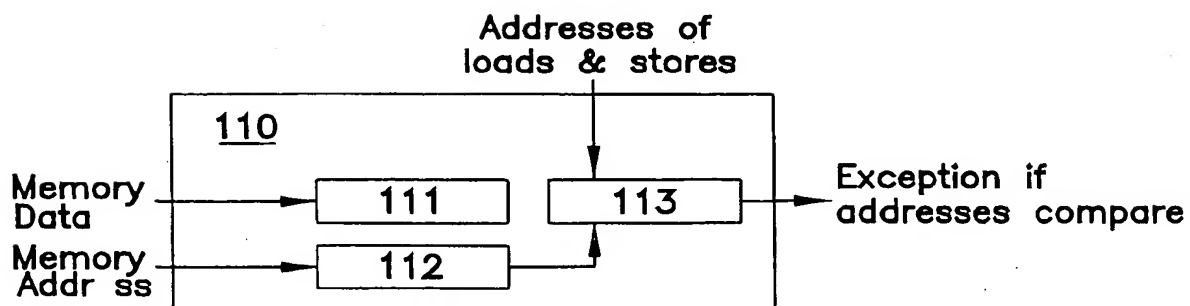 Addresses of
loads & stores
110
Memory
Data
111
113
Exception if
addresses compare
Memory
Addr ss
112